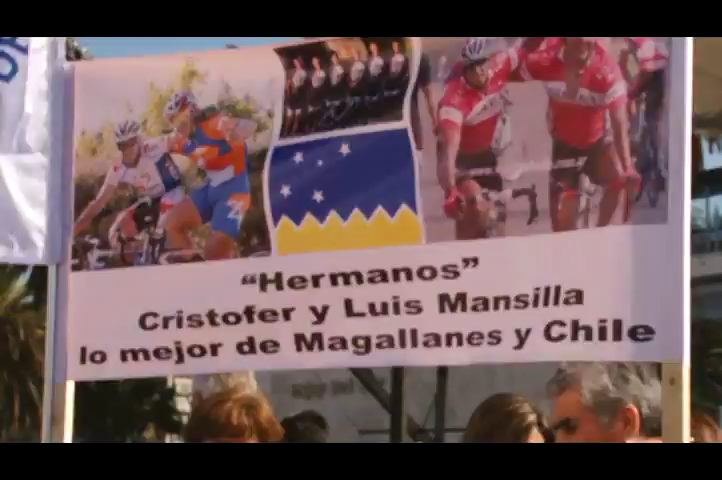 “Hermanos”
Cristofer y Luis Mansilla
lo mejor de Magallanes y Chile